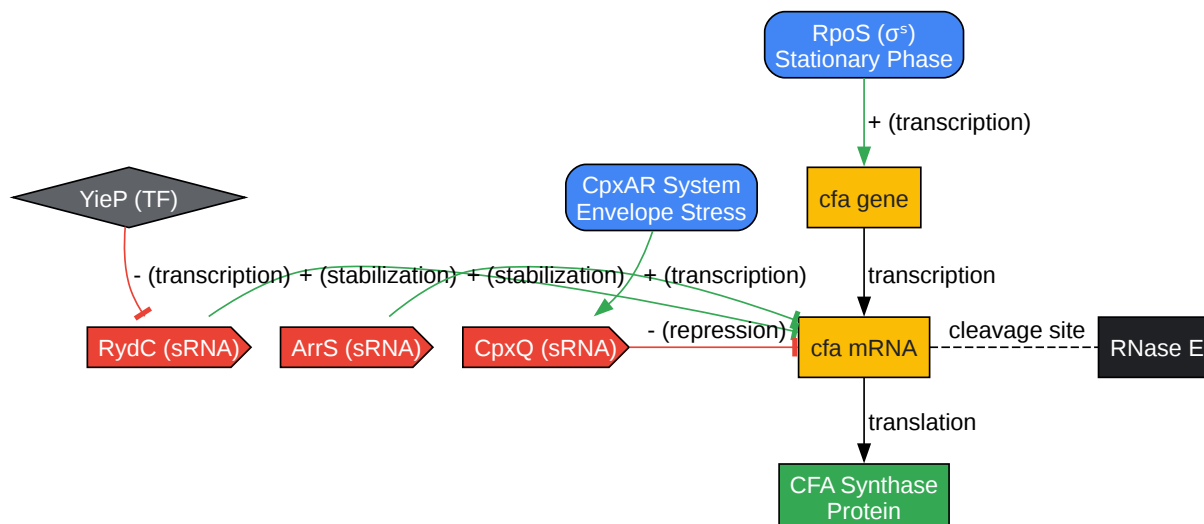 RpoS (σˢ)
Stationary Phase
+ (transcription)
YieP (TF)
CpxAR System
Envelope Stress
cfa gene
- (transcription)
+ (stabilization)
+ (stabilization)
+ (transcription)
transcription
RydC (sRNA)
ArrS (sRNA)
CpxQ (sRNA)
- (repression)
cfa mRNA
cleavage site
RNase E
translation
CFA Synthase
Protein